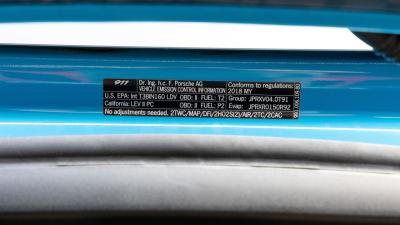 911
Dr. Ing. h.c. F. Porsche AG
VEHICLE EMISSION CONTROL INFORMATION
Conforms to regulations:
2018 MY
U.S. EPA: Int T3BIN160 LDV OBD: II FUEL: T2
Group: JPRXV04.0T91
California: LEV II PC OBD: II FUEL: P2
Evap: JPRXR0150R92
No adjustments needed. 2TWC/MAP/DFI/2HO2S(2)/AIR/2TC/2CAC